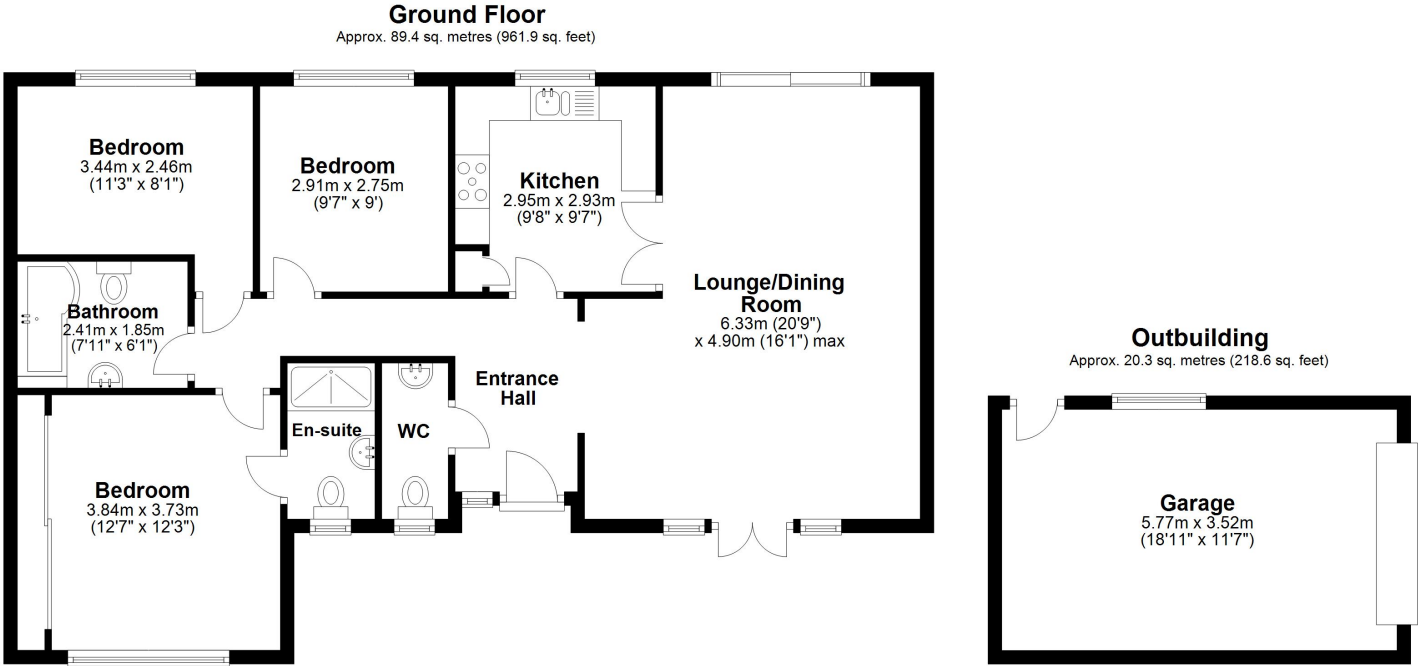 Ground Floor
Approx. 89.4 sq. metres (961.9 sq. feet)
Bedroom
3.44m x 2.46m
(11'3" x 8'1")
Bedroom
2.91m x 2.75m
(9'7" x 9')
Kitchen
2.95m x 2.93m
(9'8" x 9'7")
Lounge/Dining
Room
6.33m (20'9")
x 4.90m (16'1") max
Bathroom
2.41m x 1.85m
(7'11" x 6'1")
Entrance
Hall
En-suite
WC
Bedroom
3.84m x 3.73m
(12'7" x 12'3")
Outbuilding
Approx. 20.3 sq. metres (218.6 sq. feet)
Garage
5.77m x 3.52m
(18'11" x 11'7")